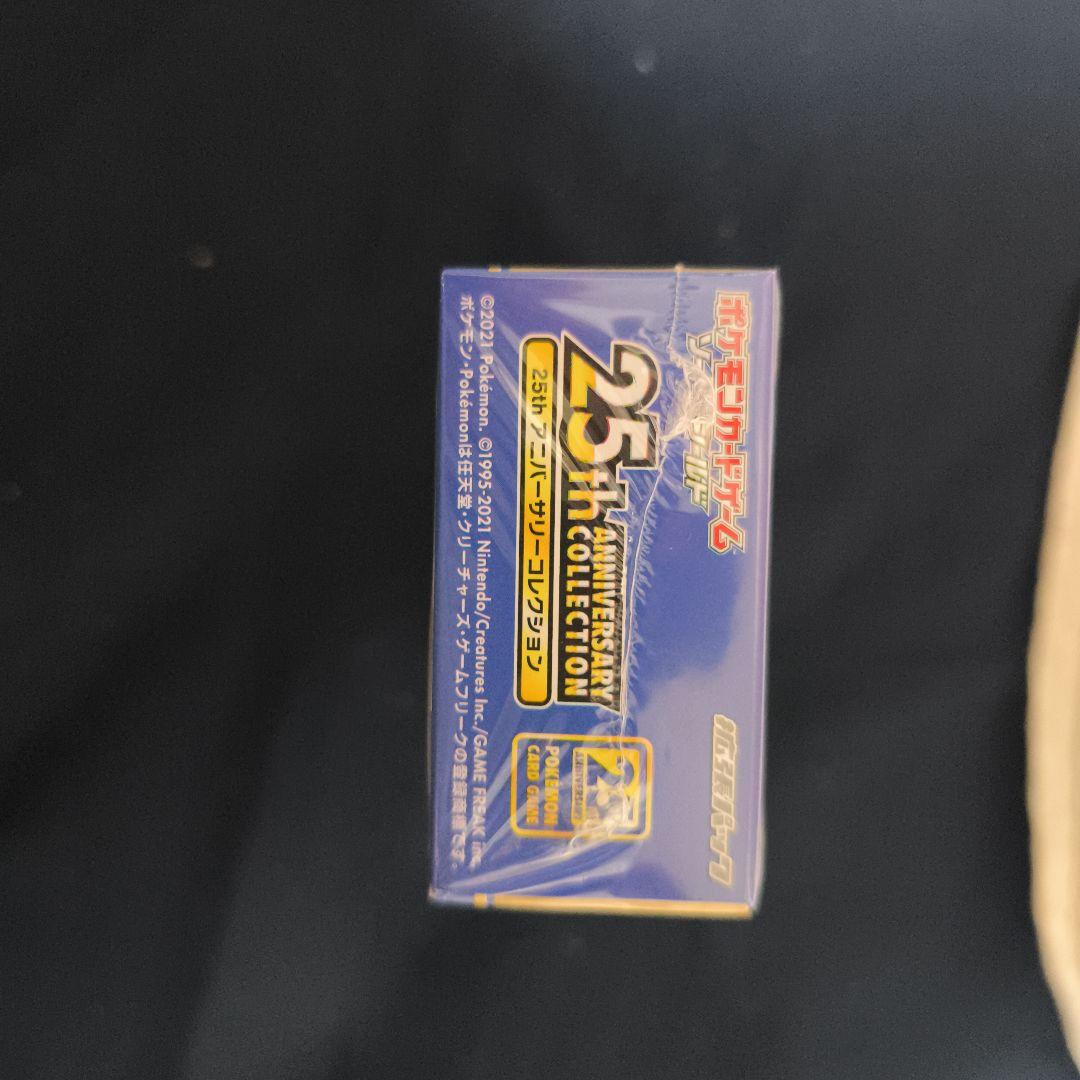 ポケモンカードゲーム
ソード&シールド
拡張パック
25th ANNIVERSARY
COLLECTION
25th アニバーサリーコレクション
25
ANNIVERSARY
POKÉMON
CARD GAME
©2021 Pokémon. ©1995-2021 Nintendo/Creatures Inc./GAME FREAK inc.
ポケモン・Pokémonは任天堂・クリーチャーズ・ゲームフリークの登録商標です。